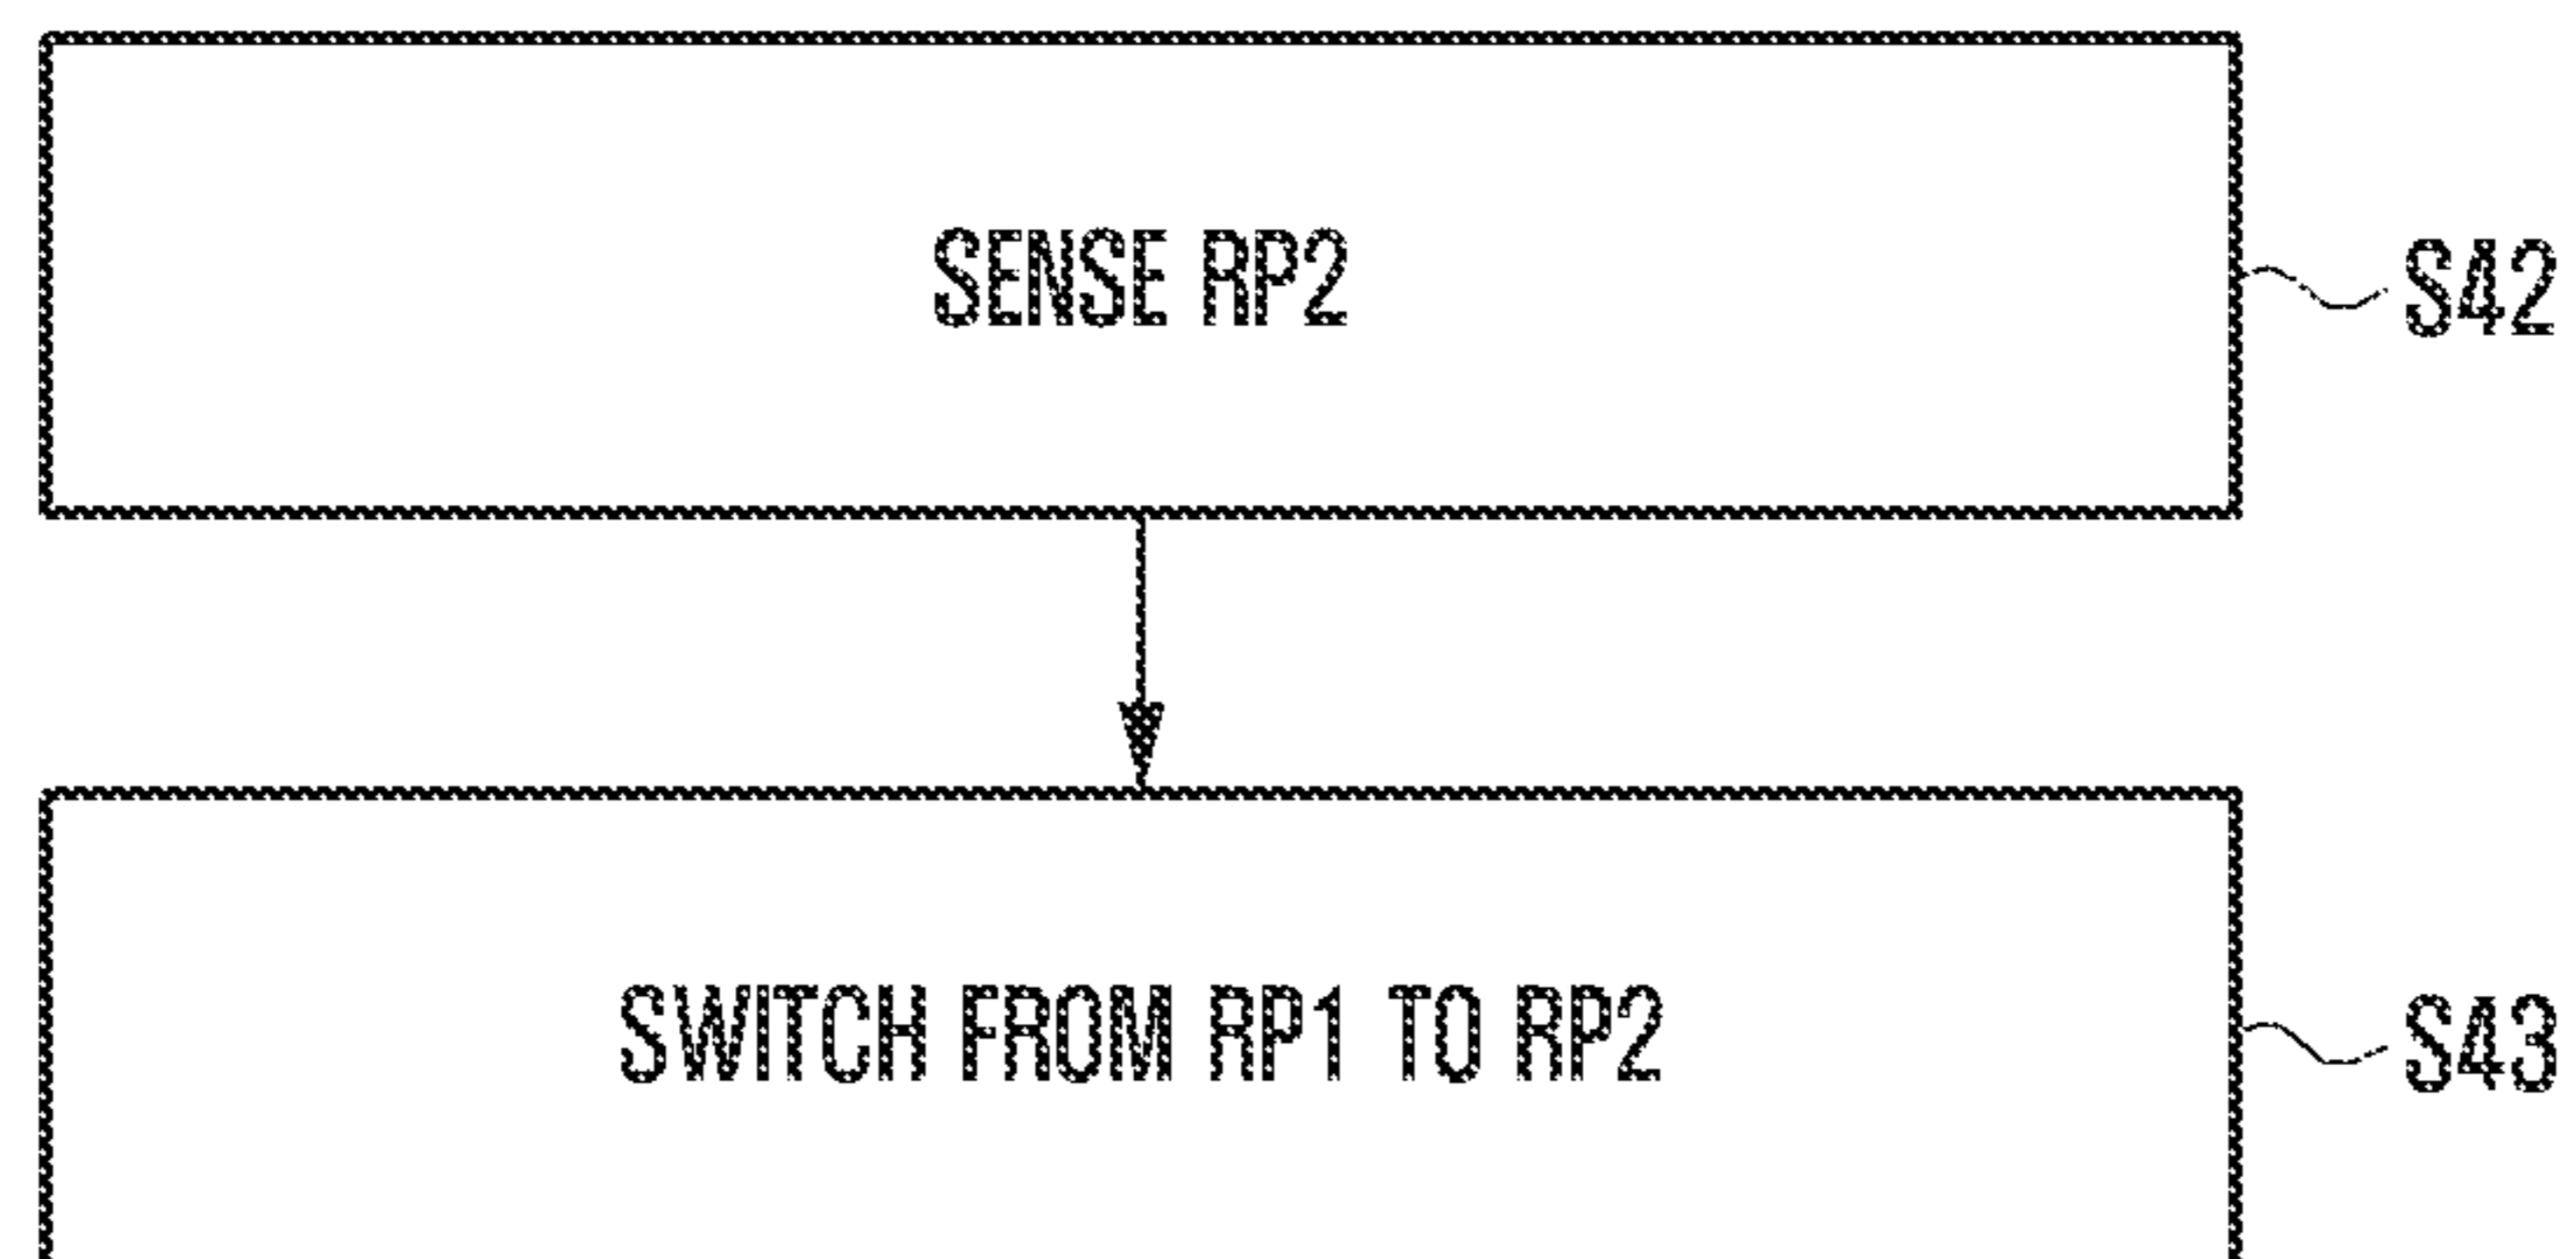 SENSE RP2
S42
SWITCH FROM RP1 TO RP2
S43